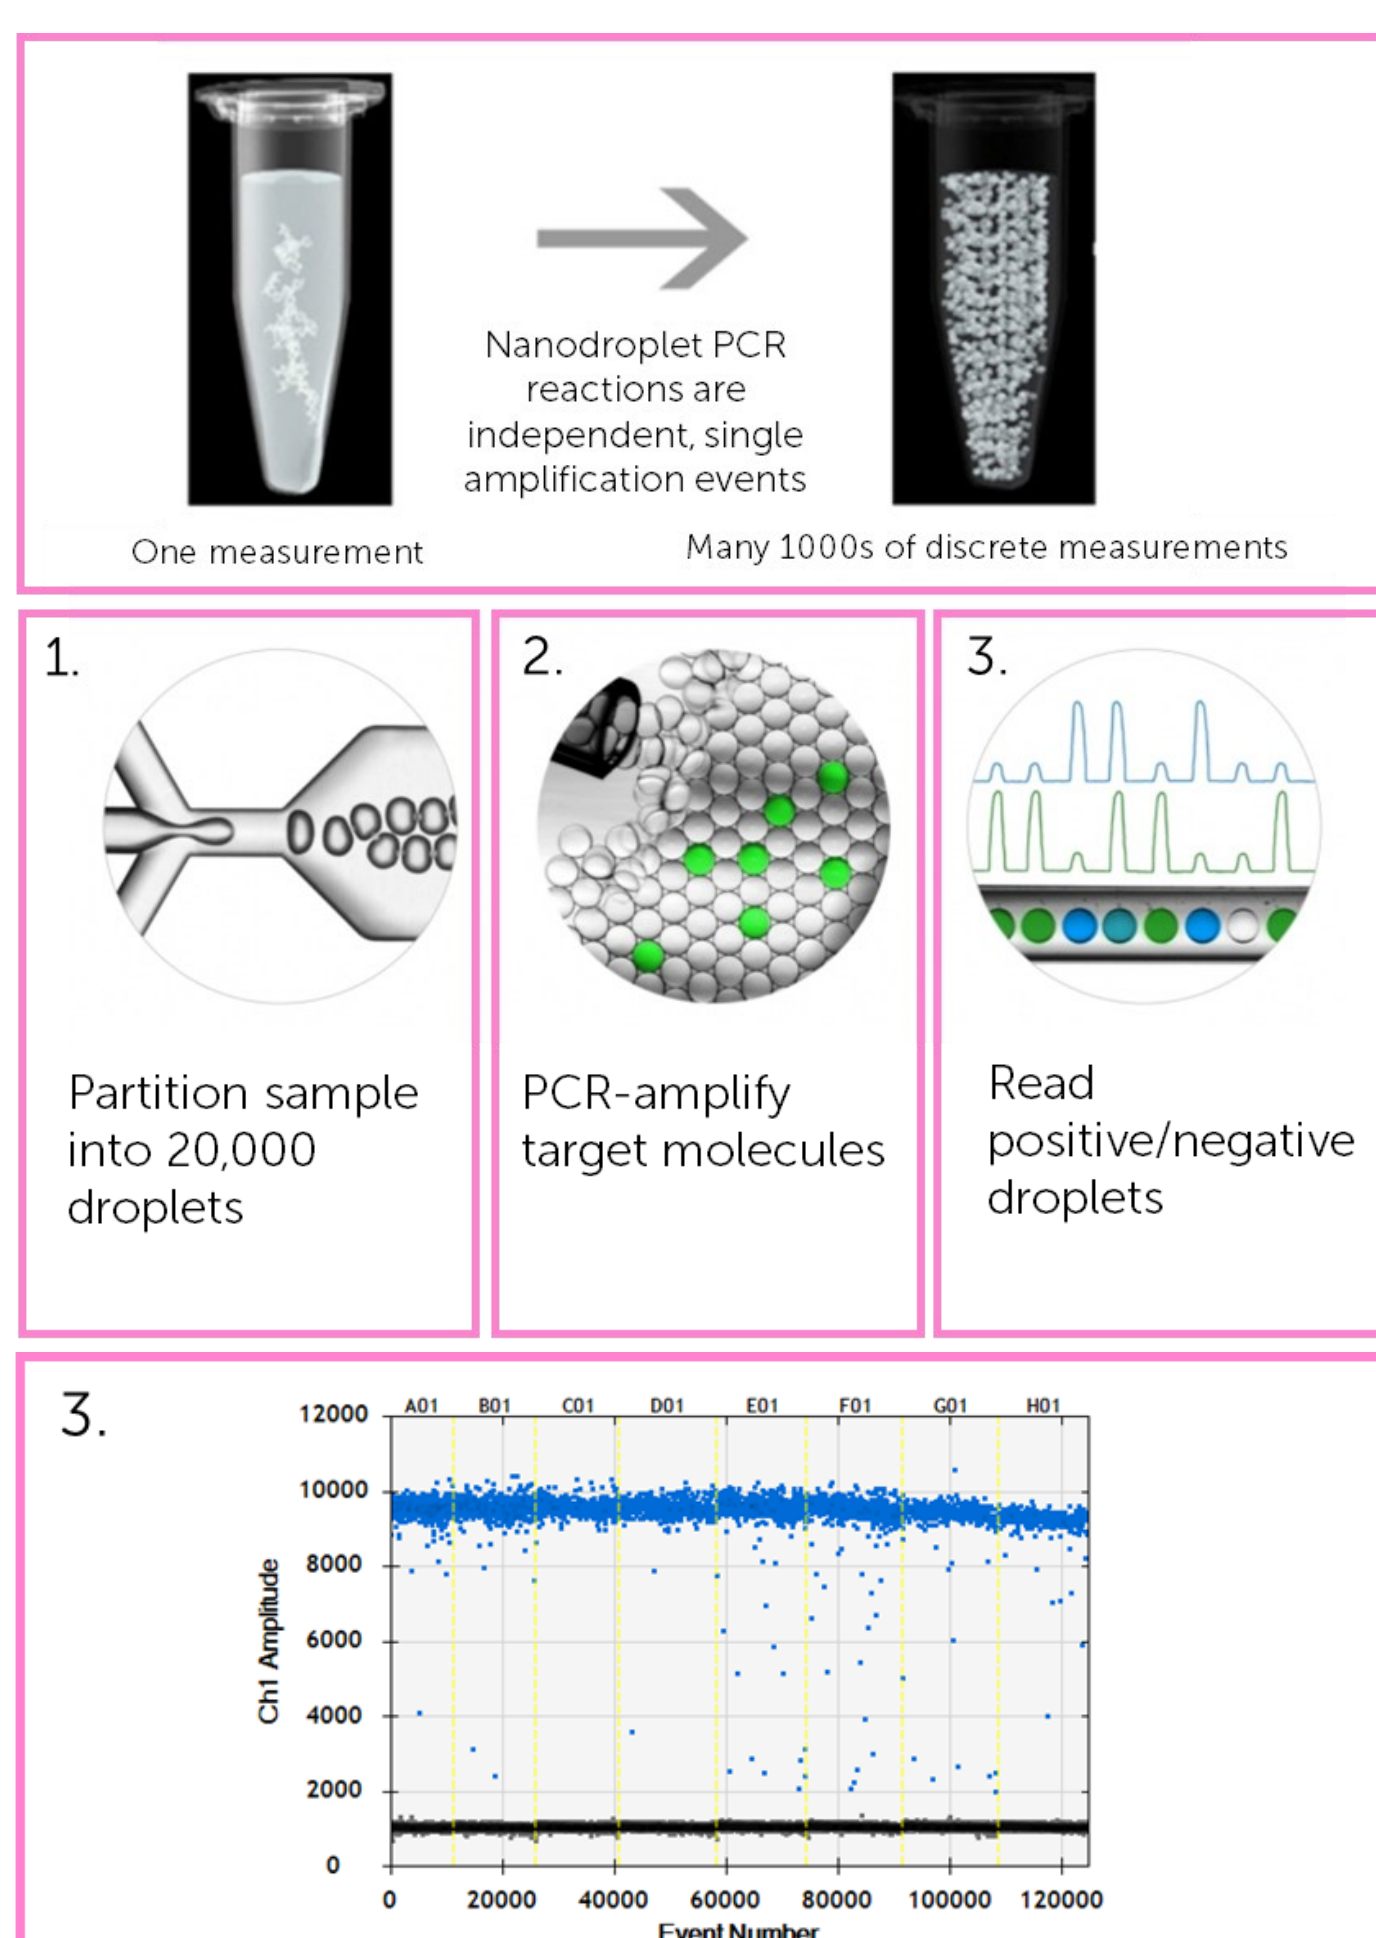 Nanodroplet PCR
reactions are
independent, single
amplification events
One measurement
Many 1000s of discrete measurements
1.
Partition sample
into 20,000
droplets
2.
PCR-amplify
target molecules
3.
Read
positive/negative
droplets
3.
A01 B01 C01 D01 E01 F01 G01 H01
12000
10000
8000
6000
4000
2000
0
Ch1 Amplitude
0 20000 40000 60000 80000 100000 120000
Event Number